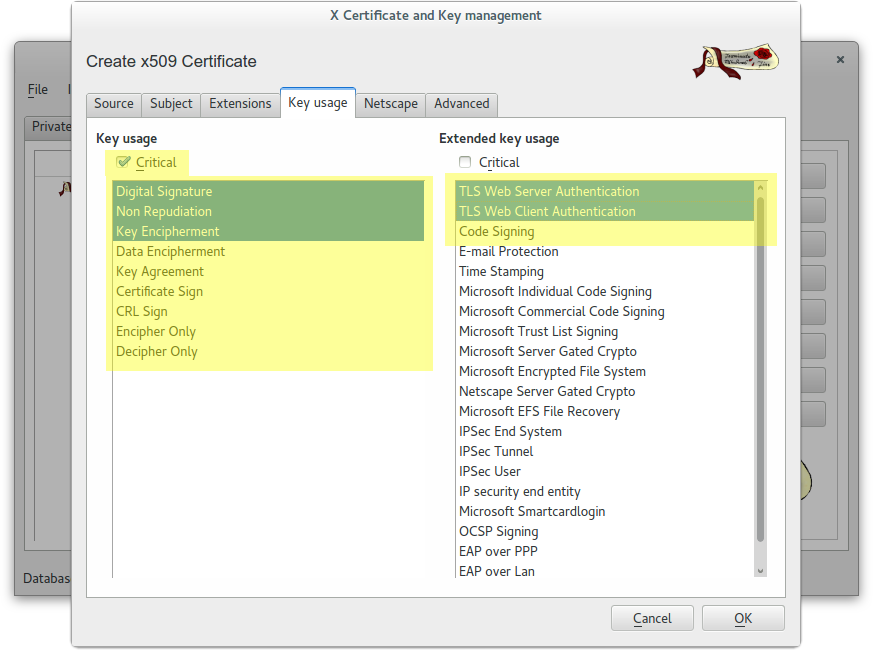 X Certificate and Key management
Create x509 Certificate
File
Private
Source Subject Extensions Key usage Netscape Advanced
Key usage
Critical
Digital Signature
Non Repudiation
Key Encipherment
Data Encipherment
Key Agreement
Certificate Sign
CRL Sign
Encipher Only
Decipher Only
Extended key usage
Critical
TLS Web Server Authentication
TLS Web Client Authentication
Code Signing
E-mail Protection
Time Stamping
Microsoft Individual Code Signing
Microsoft Commercial Code Signing
Microsoft Trust List Signing
Microsoft Server Gated Crypto
Microsoft Encrypted File System
Netscape Server Gated Crypto
Microsoft EFS File Recovery
IPSec End System
IPSec Tunnel
IPSec User
IP security end entity
Microsoft Smartcardlogin
OCSP Signing
EAP over PPP
EAP over Lan
Databas
Cancel OK